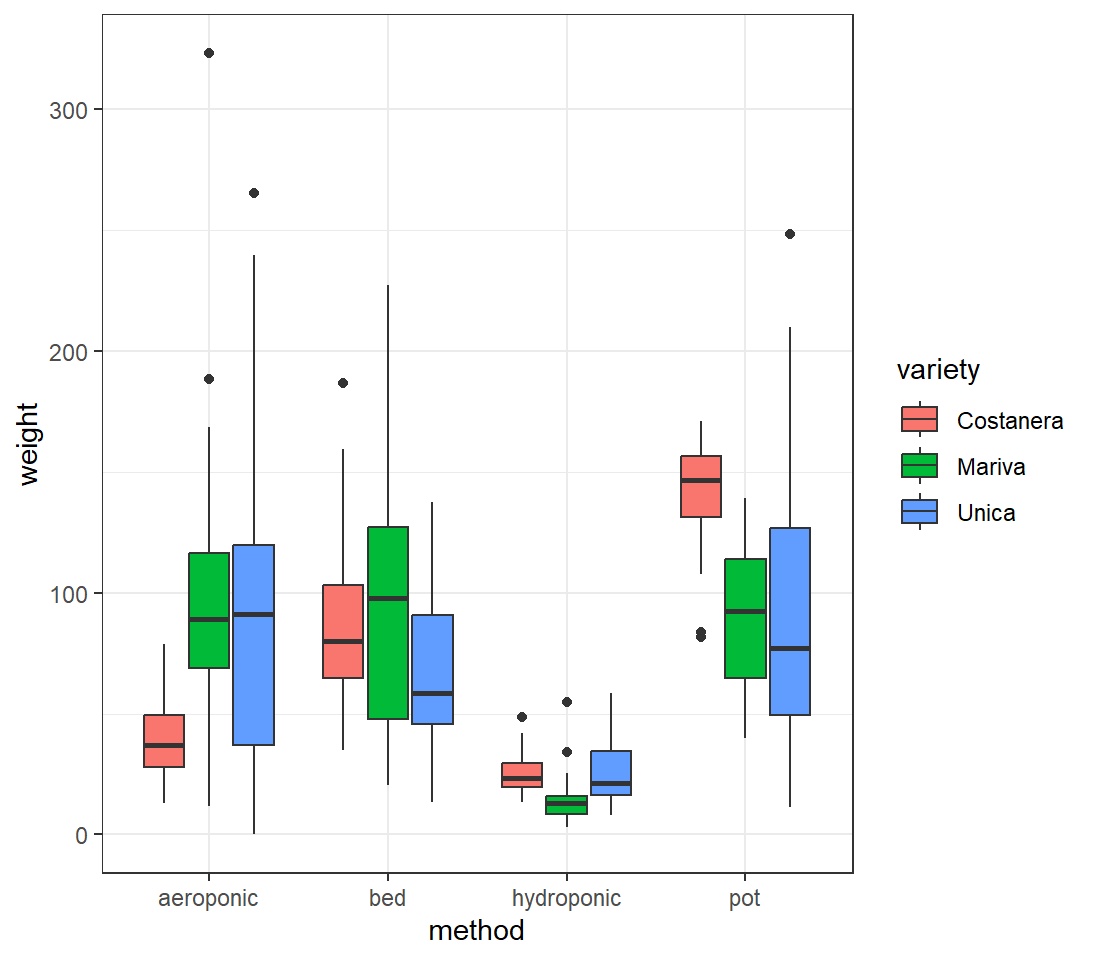 weight
300
200
100
0
aeroponic bed hydroponic pot
method
variety
Costanera
Mariva
Unica